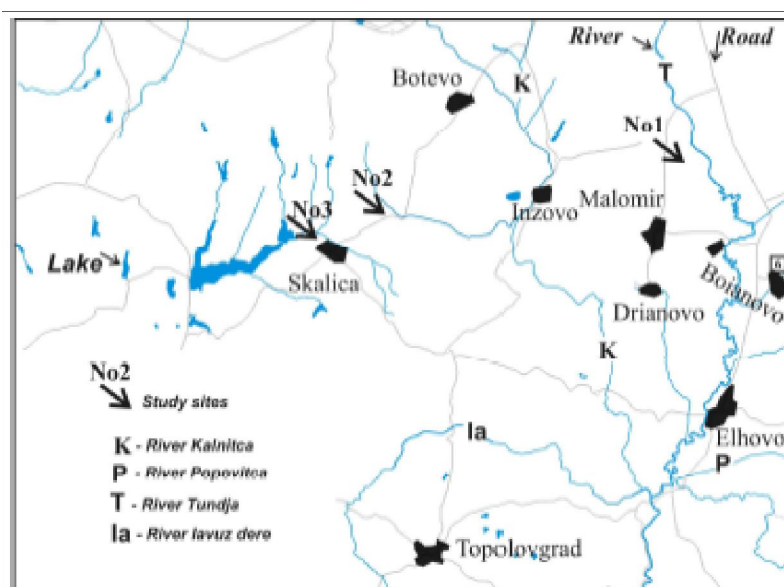 River
Road
Botevo
K
T
No1
No2
Inzovo
Malomir
No3
Skalica
Lake
Boianovo
6
Drianovo
K
No2
Study sites
K - River Kalnitca
P - River Popovitca
T - River Tundja
Ia - River Iavuz dere
Ia
Elhovo
P
Topolovgrad